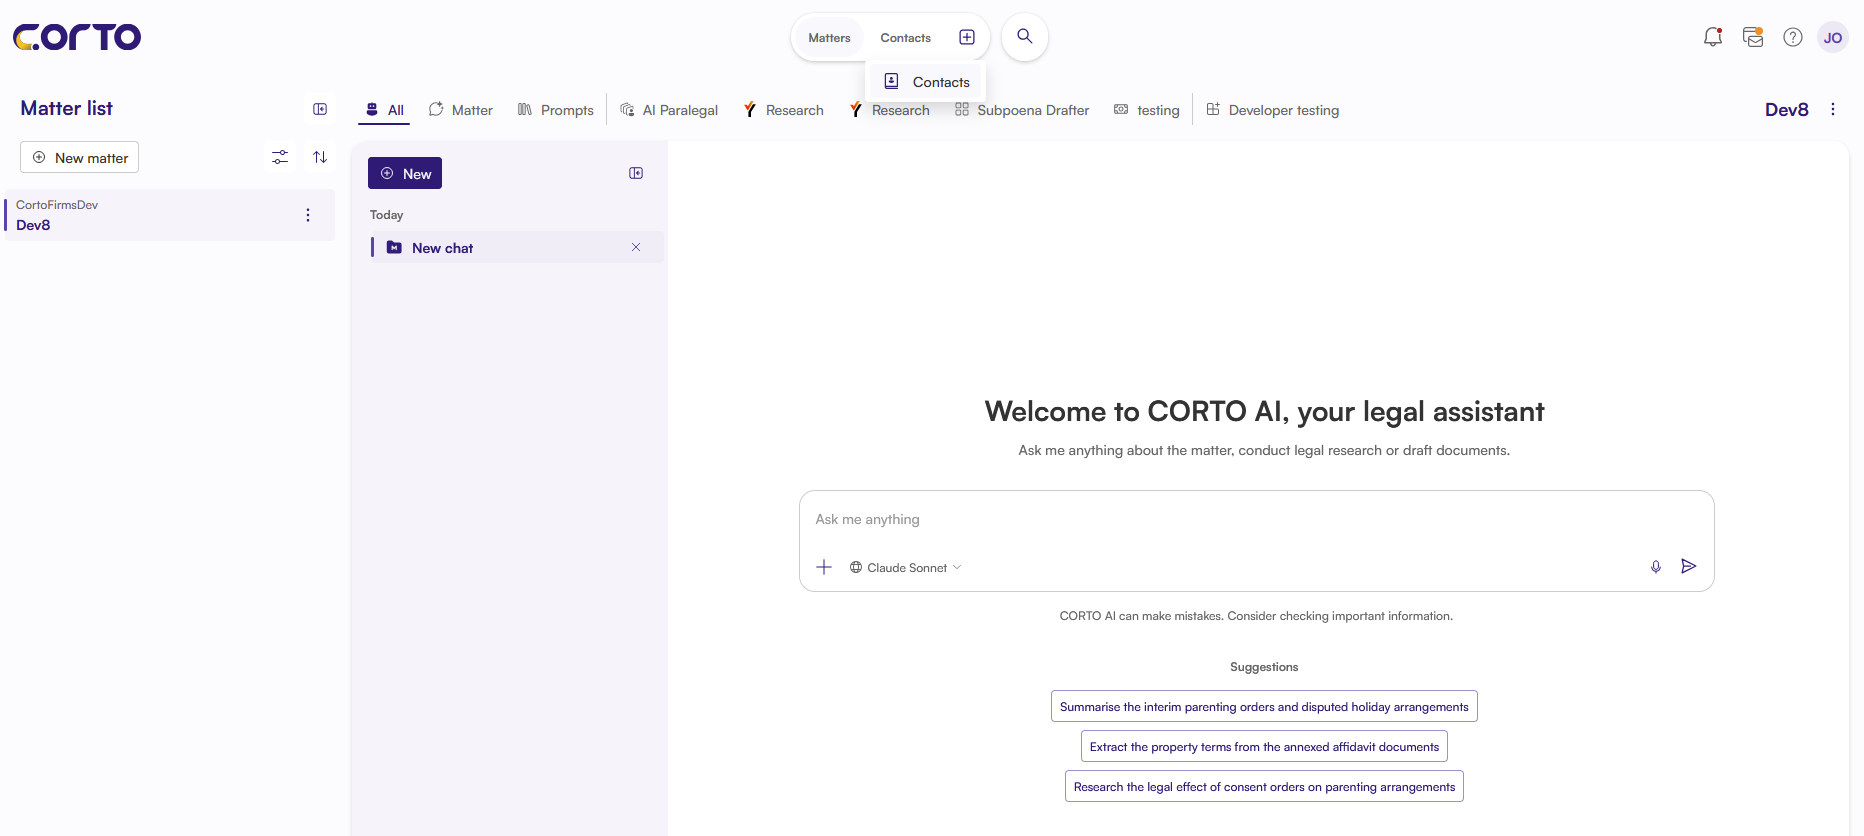 CORTO
Matters
Contacts
JO
Contacts
Matter list
All
Matter
Prompts
AI Paralegal
Research
Research
Subpoena Drafter
testing
Developer testing
Dev8
New matter
CortoFirmsDev
Dev8
New
Today
M
New chat
Welcome to CORTO AI, your legal assistant
Ask me anything about the matter, conduct legal research or draft documents.
Ask me anything
Claude Sonnet
CORTO AI can make mistakes. Consider checking important information.
Suggestions
Summarise the interim parenting orders and disputed holiday arrangements
Extract the property terms from the annexed affidavit documents
Research the legal effect of consent orders on parenting arrangements